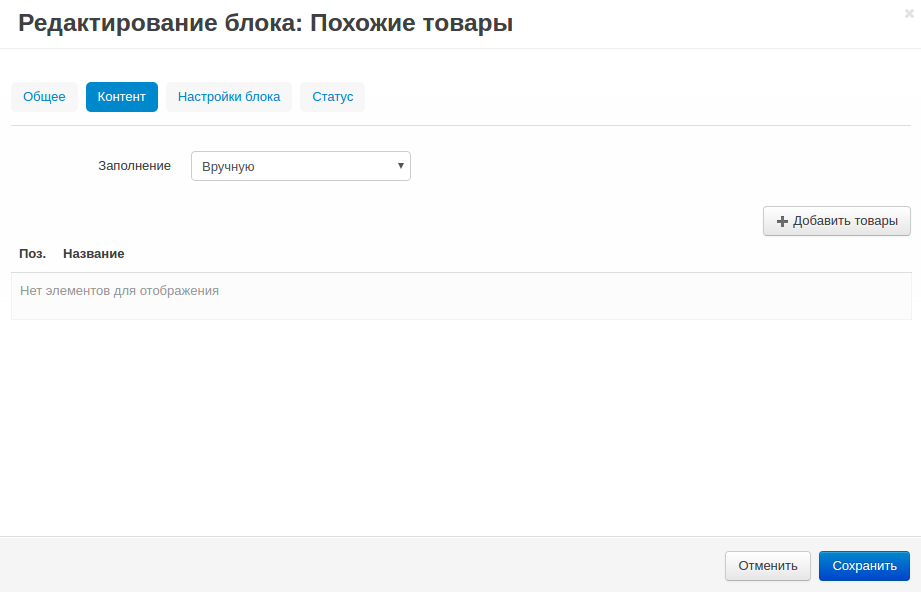 Редактирование блока: Похожие товары
Общее Контент Настройки блока Статус
Заполнение Вручную
Добавить товары
Поз. Название
Нет элементов для отображения
Отменить Сохранить